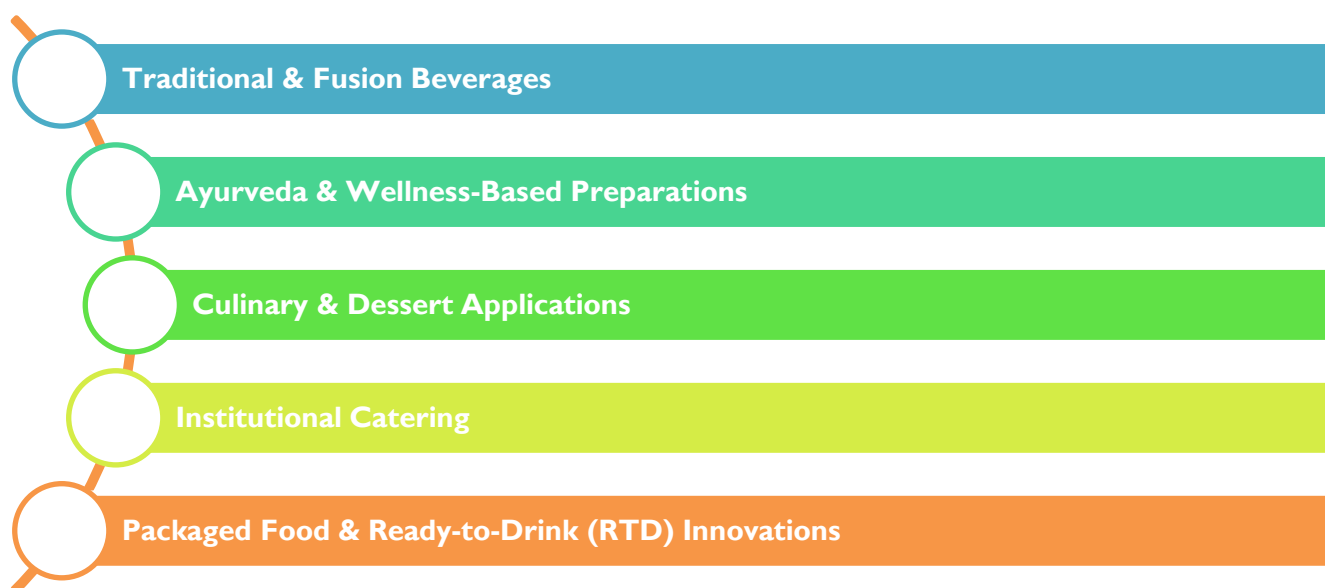 Traditional & Fusion Beverages
Ayurveda & Wellness-Based Preparations
Culinary & Dessert Applications
Institutional Catering
Packaged Food & Ready-to-Drink (RTD) Innovations